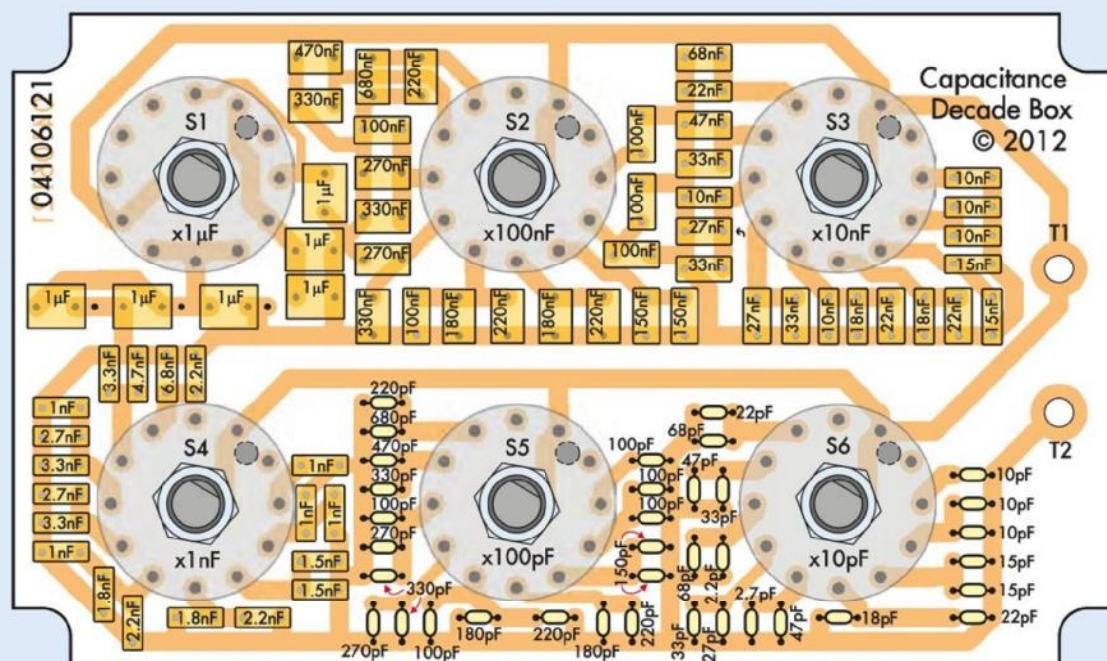 04106121
Capacitance
Decade Box
© 2012
470nF
330nF
680nF
220nF
100nF
270nF
330nF
270nF
S1
x1µF
1µF
1µF
1µF
1µF
1µF
1µF
S2
x100nF
100nF
100nF
100nF
68nF
22nF
47nF
33nF
10nF
27nF
33nF
S3
x10nF
10nF
10nF
10nF
15nF
T1
330nF
100nF
180nF
220nF
180nF
220nF
150nF
150nF
27nF
33nF
10nF
18nF
22nF
18nF
22nF
15nF
3.3nF
4.7nF
6.8nF
2.2nF
1nF
2.7nF
3.3nF
2.7nF
3.3nF
1nF
S4
x1nF
1nF
1nF
1nF
1.5nF
1.5nF
1.8nF
2.2nF
1.8nF
2.2nF
220pF
680pF
470pF
330pF
100pF
270pF
330pF
270pF
100pF
S5
x100pF
180pF
220pF
180pF
220pF
100pF
100pF
100pF
150pF
22pF
68pF
47pF
33pF
68pF
2.2pF
2.7pF
33pF
27pF
47pF
S6
x10pF
18pF
T2
10pF
10pF
10pF
15pF
15pF
22pF